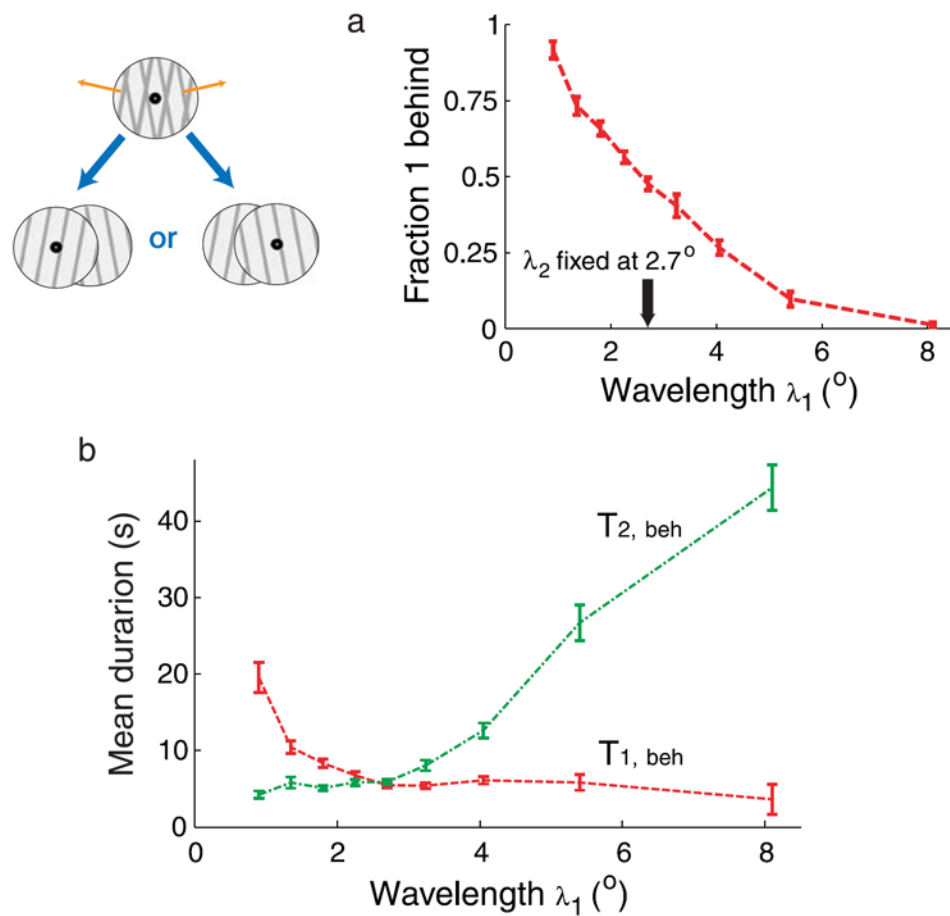 or
a
Fraction 1 behind
1
0.75
0.5
0.25
0
λ2 fixed at 2.7°
0
2
4
6
8
Wavelength λ1 (°)
b
Mean durarion (s)
40
30
20
10
0
T2, beh
T1, beh
0
2
4
6
8
Wavelength λ1 (°)